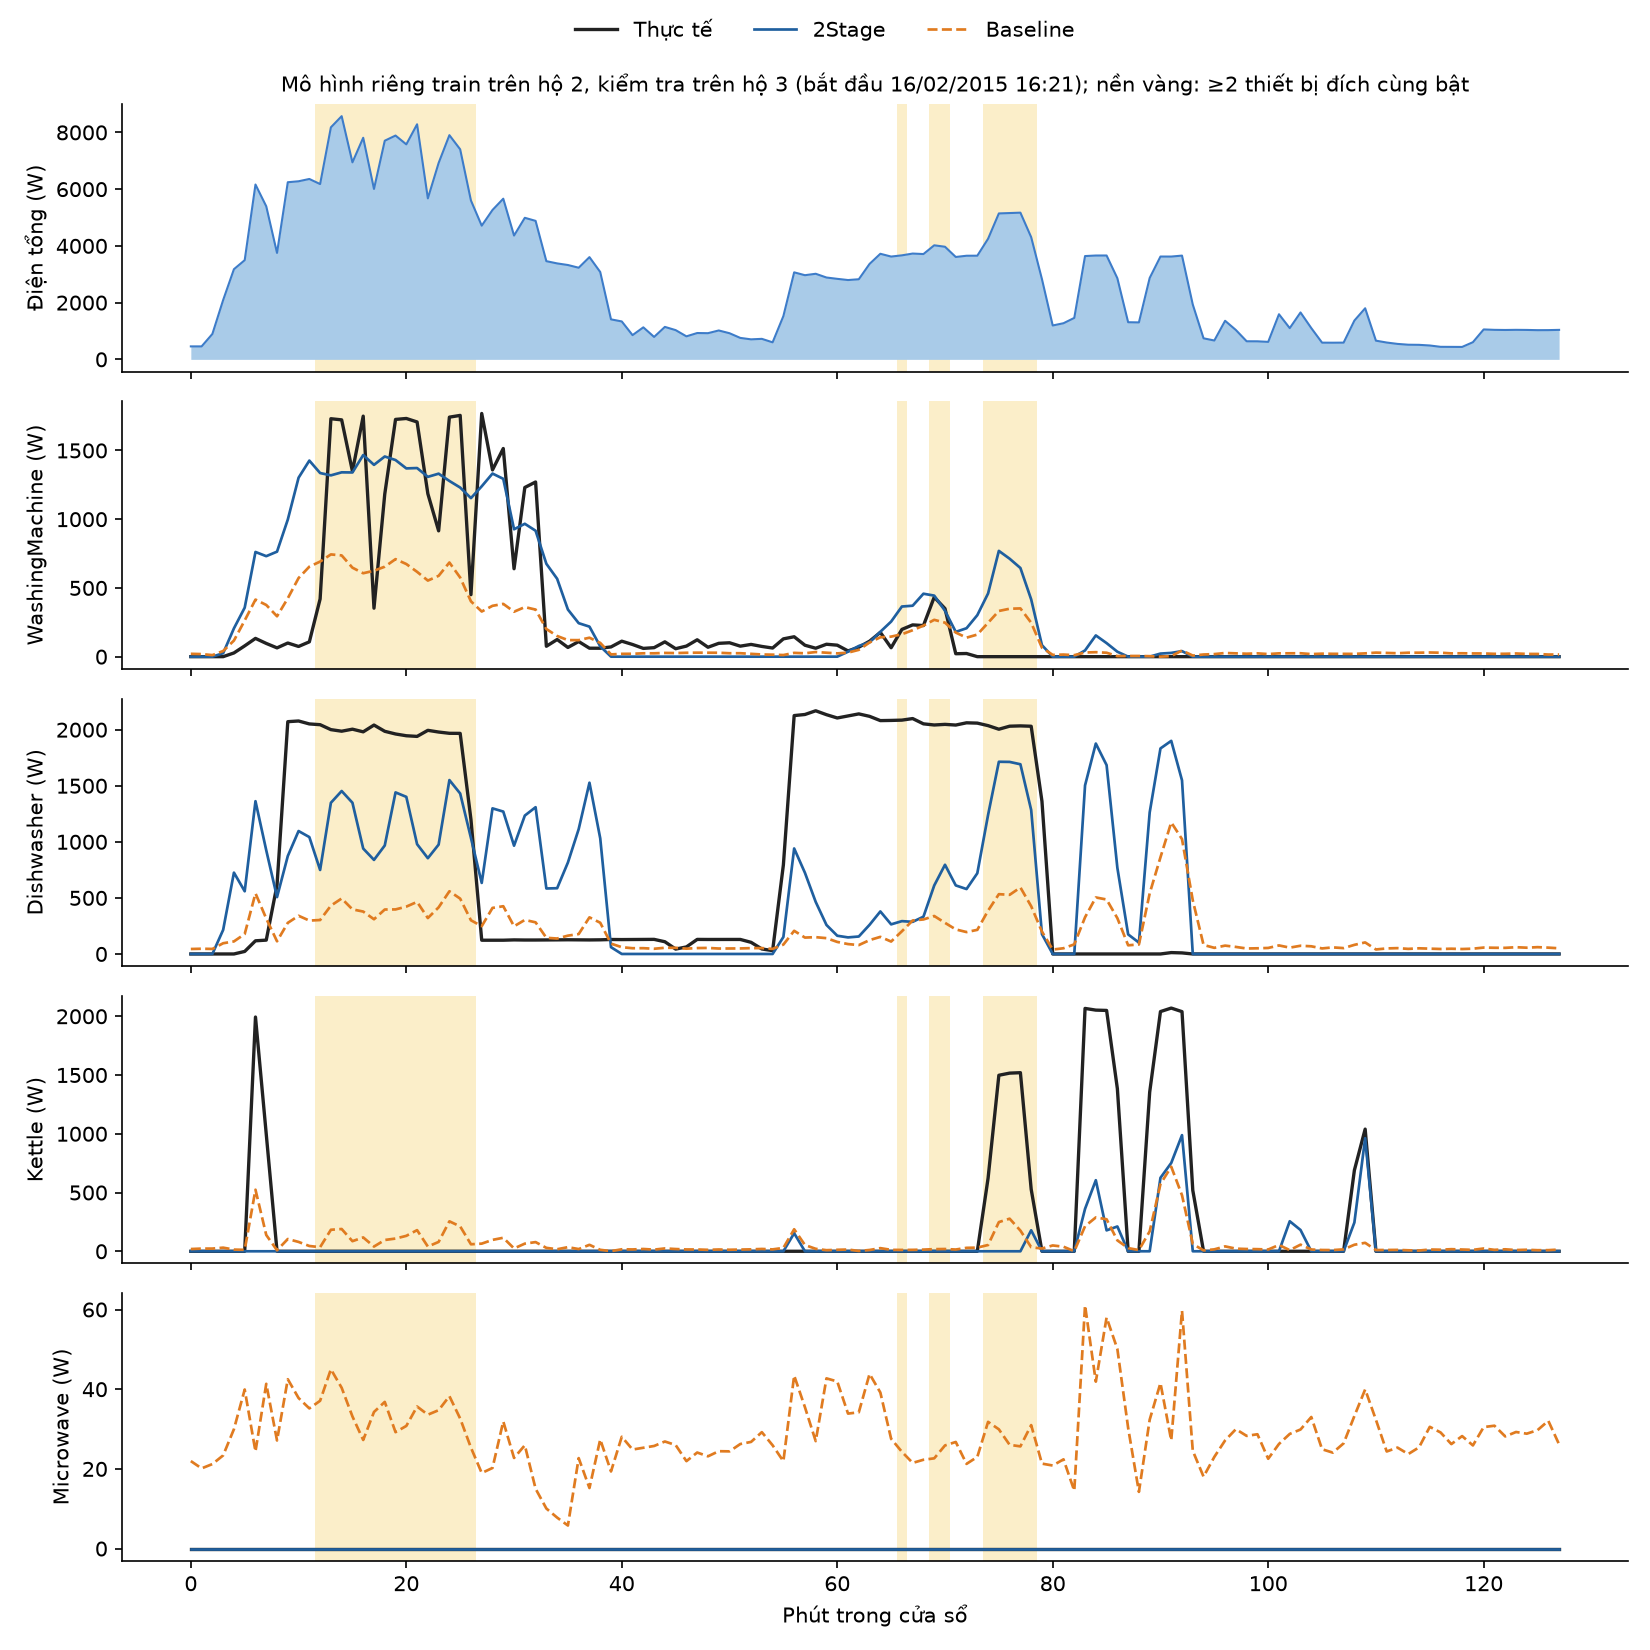 Thực tế 2Stage Baseline
Mô hình riêng train trên hộ 2, kiểm tra trên hộ 3 (bắt đầu 16/02/2015 16:21); nền vàng: ≥2 thiết bị đích cùng bật
Điện tổng (W)
8000
6000
4000
2000
0
WashingMachine (W)
1500
1000
500
0
Dishwasher (W)
2000
1500
1000
500
0
Kettle (W)
2000
1500
1000
500
0
Microwave (W)
60
40
20
0
0 20 40 60 80 100 120
Phút trong cửa sổ